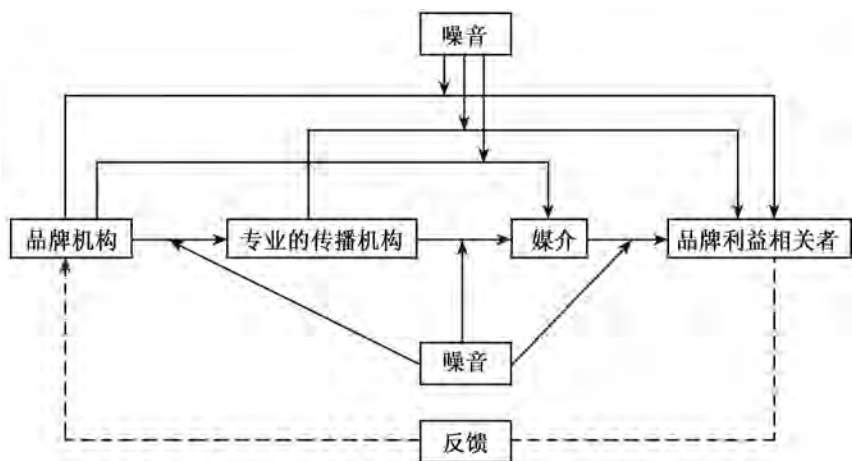 噪音
品牌机构
专业的传播机构
媒介
品牌利益相关者
噪音
反馈